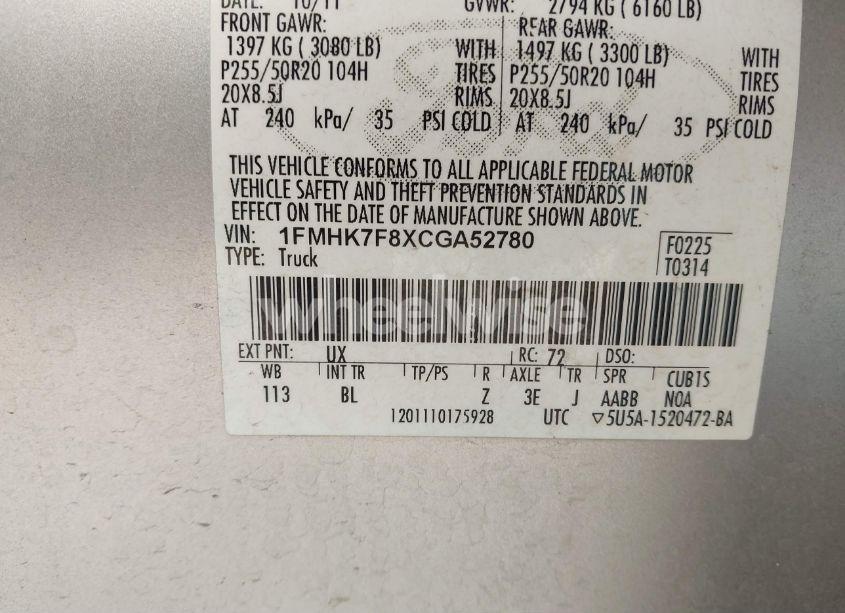 DATE: 10/11 GVWR: 2794 KG ( 6160 LB)
FRONT GAWR: REAR GAWR:
1397 KG ( 3080 LB) WITH 1497 KG ( 3300 LB) WITH
P255/50R20 104H TIRES P255/50R20 104H TIRES
20X8.5J RIMS 20X8.5J RIMS
AT 240 kPa/ 35 PSI COLD AT 240 kPa/ 35 PSI COLD
THIS VEHICLE CONFORMS TO ALL APPLICABLE FEDERAL MOTOR
VEHICLE SAFETY AND THEFT PREVENTION STANDARDS IN
EFFECT ON THE DATE OF MANUFACTURE SHOWN ABOVE.
VIN: 1FMHK7F8XCGA52780 F0225
TYPE: Truck T0314
wheelwise
EXT PNT: UX RC: 72 DSO:
WB INT TR TP/PS R AXLE TR SPR CUB1S
113 BL Z 3E J AABB NOA
1201110175928 UTC ▽5U5A-1520472-BA